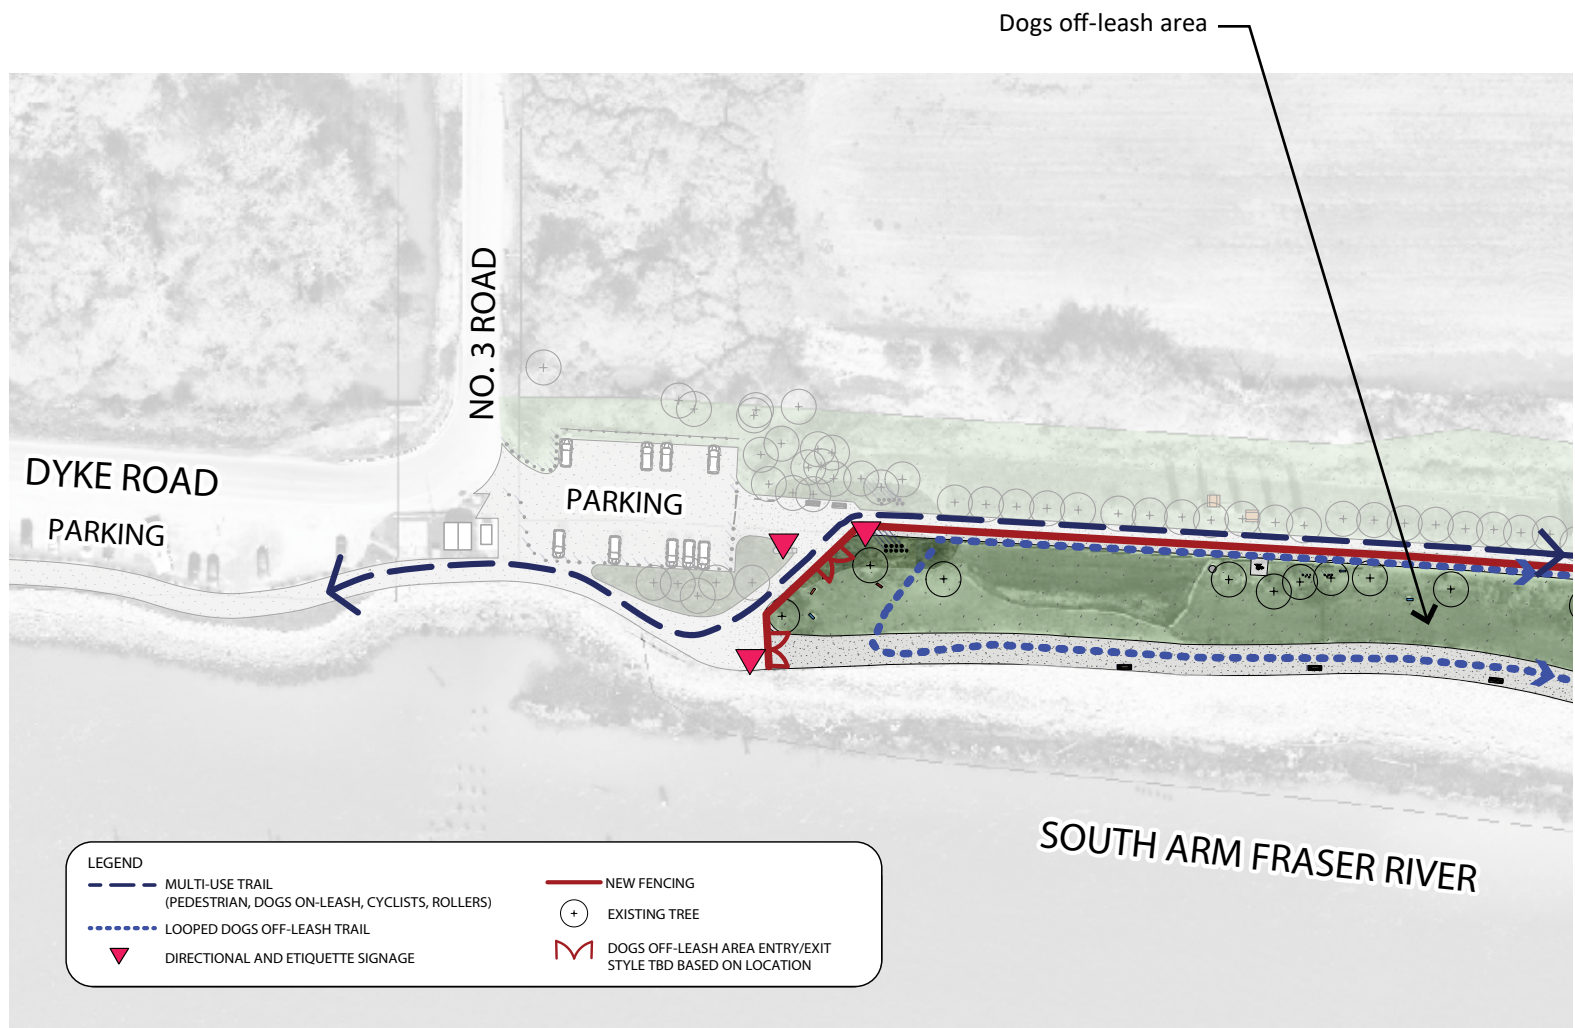 Dogs off-leash area
NO. 3 ROAD
DYKE ROAD
PARKING
PARKING
SOUTH ARM FRASER RIVER
LEGEND
MULTI-USE TRAIL
(PEDESTRIAN, DOGS ON-LEASH, CYCLISTS, ROLLERS)
LOOPED DOGS OFF-LEASH TRAIL
DIRECTIONAL AND ETIQUETTE SIGNAGE
NEW FENCING
EXISTING TREE
DOGS OFF-LEASH AREA ENTRY/EXIT
STYLE TBD BASED ON LOCATION